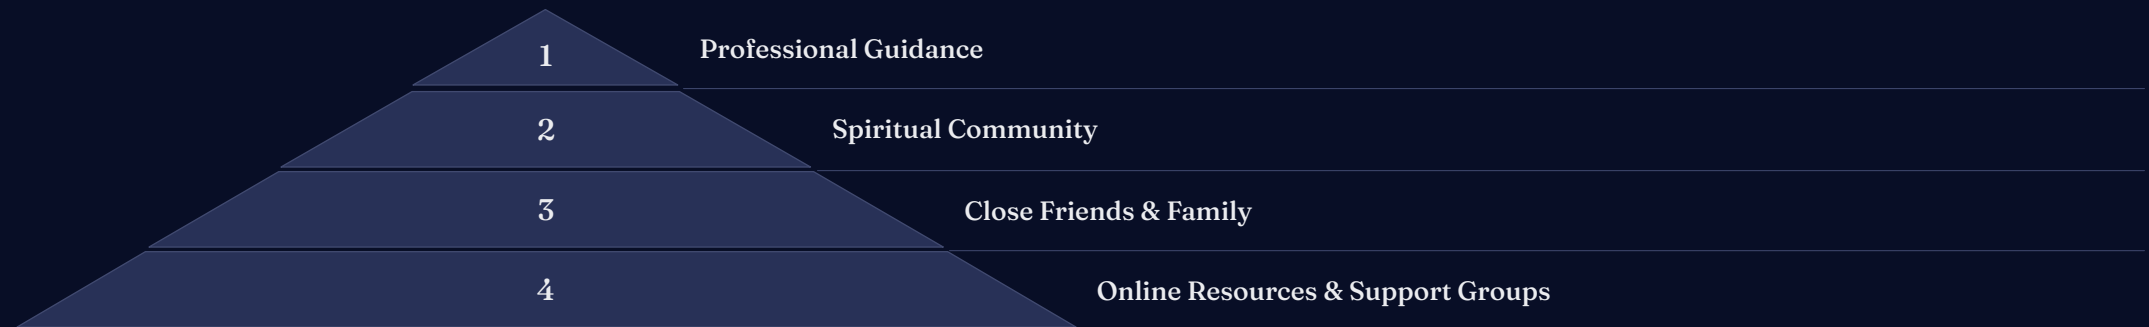 1
Professional Guidance
2
Spiritual Community
3
Close Friends & Family
4
Online Resources & Support Groups